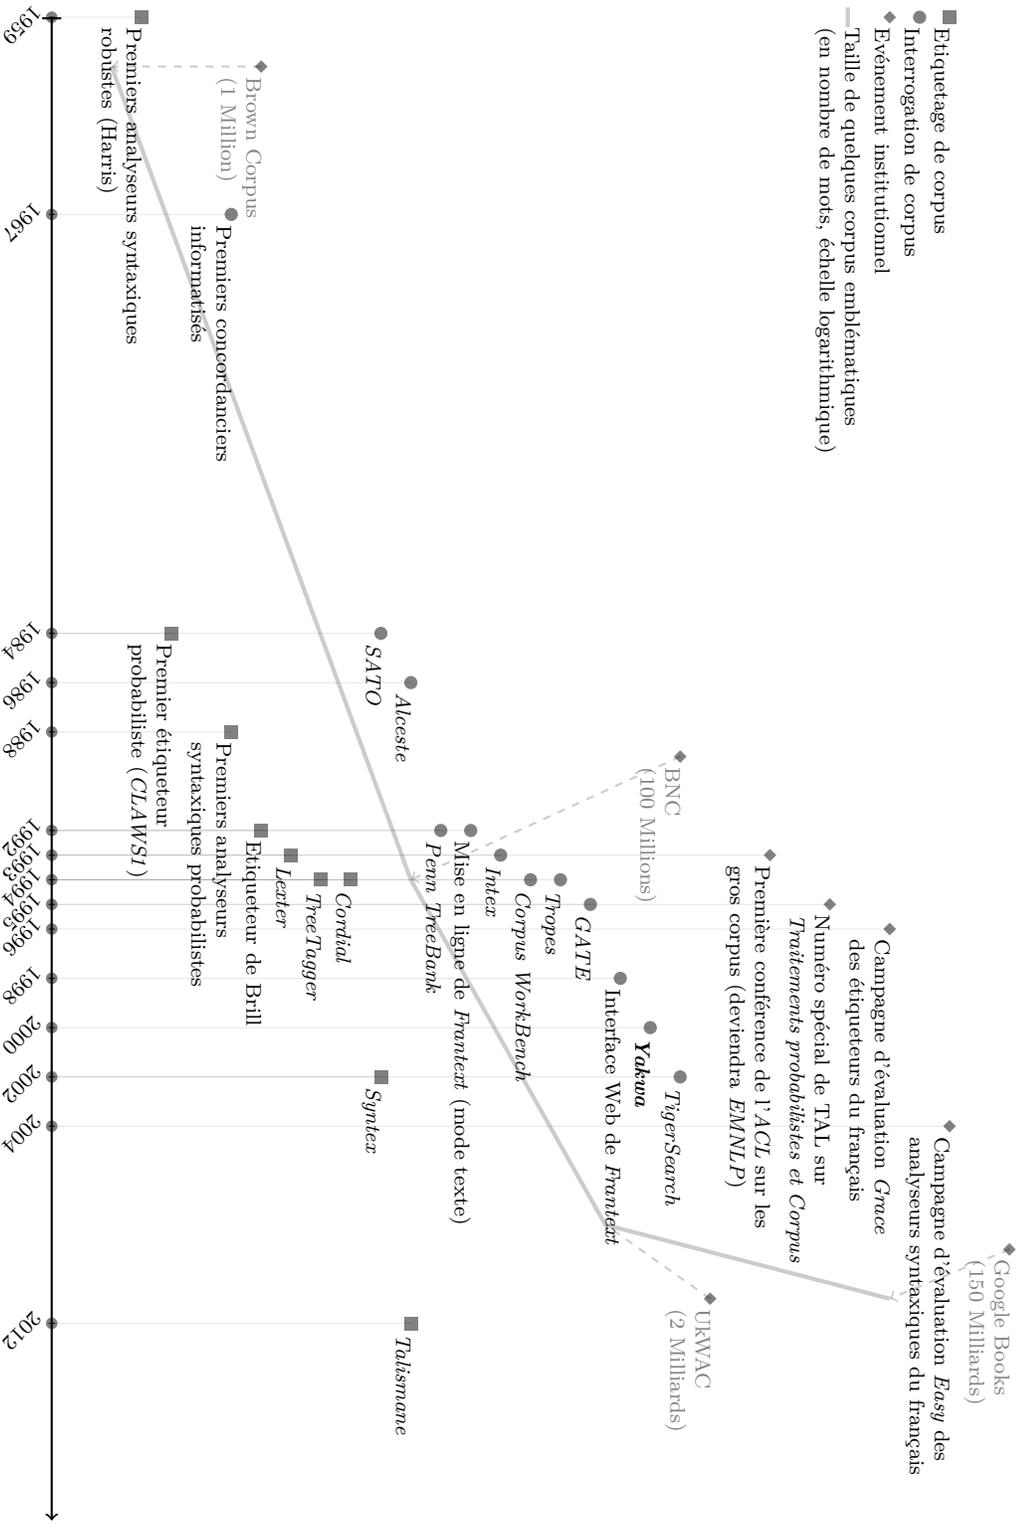 Etiquetage de corpus
Interrogation de corpus
Evénement institutionnel
Taille de quelques corpus emblématiques
(en nombre de mots, échelle logarithmique)
Google Books
(150 Milliards)
Campagne d'évaluation Easy des
analyseurs syntaxiques du français
Campagne d'évaluation Grace
des étiqueteurs du français
Numéro spécial de TAL sur
Traitements probabilistes et Corpus
Première conférence de l'ACL sur les
gros corpus (deviendra EMNLP)
UkWAC
(2 Milliards)
BNC
(100 Millions)
TigerSearch
Yakwa
Interface Web de Frantext
GATE
Tropes
Corpus WorkBench
Intex
Mise en ligne de Frantext (mode texte)
Penn TreeBank
Alceste
Talismane
SATO
Syntex
Cordial
TreeTagger
Lexter
Brown Corpus
(1 Million)
Etiqueteur de Brill
Premiers concordanciers
informatisés
Premiers analyseurs
syntaxiques probabilistes
Premier étiqueteur
probabiliste (CLAWS1)
Premiers analyseurs syntaxiques
robustes (Harris)
1959
1967
1984
1986
1988
1992
1993
1994
1995
1996
1998
2000
2002
2004
2012